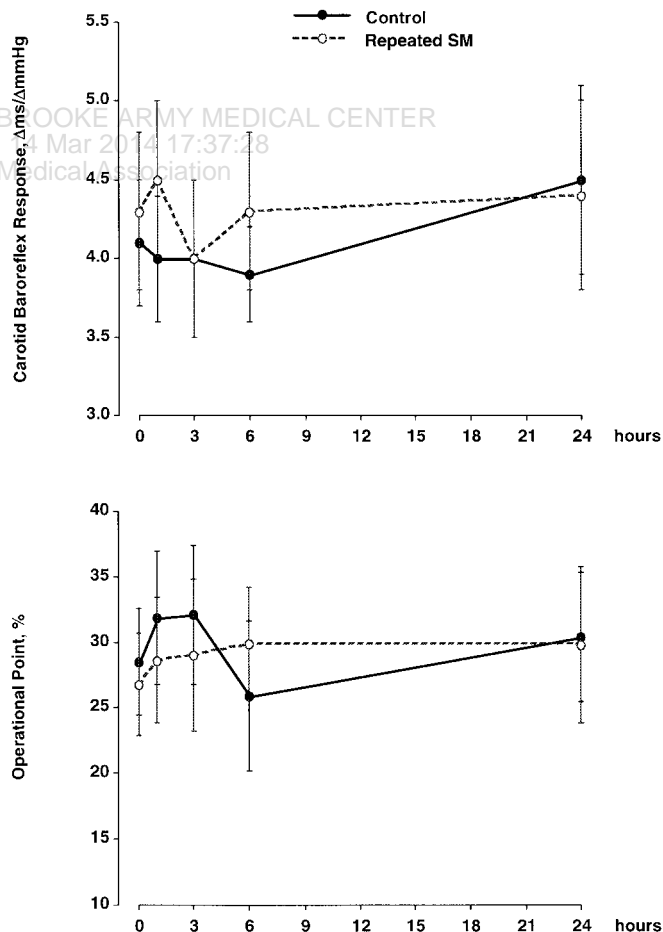 Control
Repeated SM
BROOKE ARMY MEDICAL CENTER
14 Mar 2014 17:37:28
Medical Association
Carotid Baroreflex Response, Δms/ΔmmHg
5.5
5.0
4.5
4.0
3.5
3.0
0 3 6 9 12 15 18 21 24 hours
Operational Point, %
40
35
30
25
20
15
10
0 3 6 9 12 15 18 21 24 hours